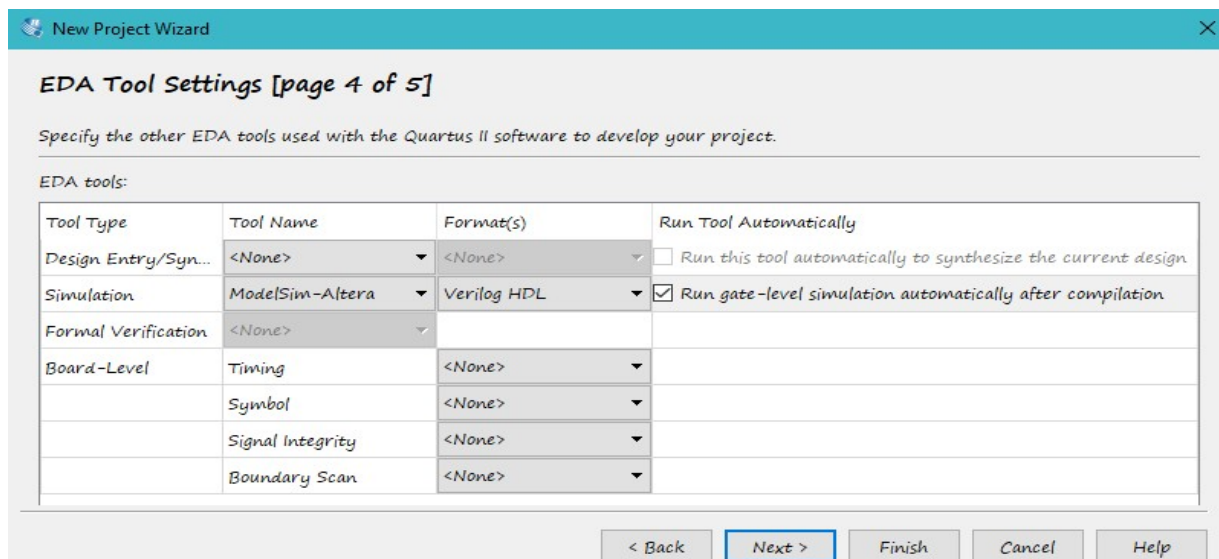 New Project Wizard
EDA Tool Settings [page 4 of 5]
Specify the other EDA tools used with the Quartus II software to develop your project.
EDA tools:
Tool Type Tool Name Format(s) Run Tool Automatically
Design Entry/Syn... <None> <None> Run this tool automatically to synthesize the current design
Simulation ModelSim-Altera Verilog HDL Run gate-level simulation automatically after compilation
Formal Verification <None>
Board-Level Timing <None>
Symbol <None>
Signal Integrity <None>
Boundary Scan <None>
< Back Next > Finish Cancel Help